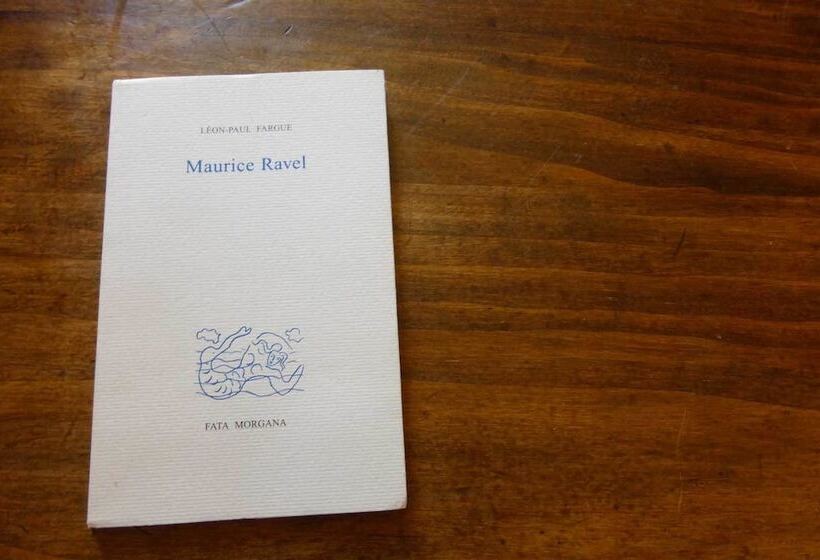 LÉON-PAUL FARGUE
Maurice Ravel
FATA MORGANA